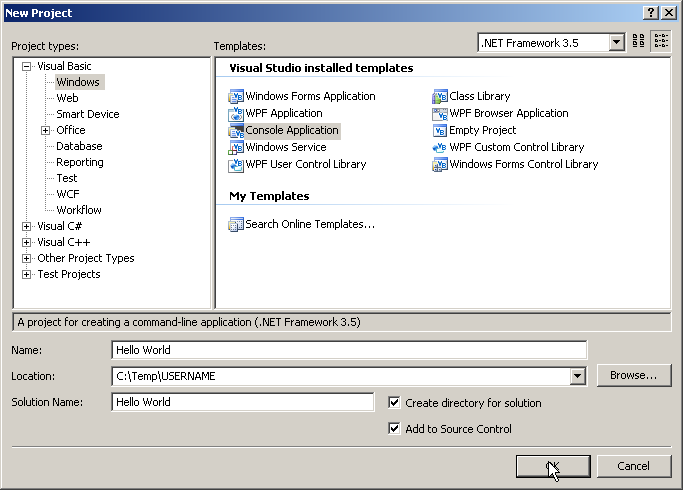 New Project
Project types:
Templates:
.NET Framework 3.5
Visual Basic
Windows
Web
Smart Device
Office
Database
Reporting
Test
WCF
Workflow
Visual C#
Visual C++
Other Project Types
Test Projects
Visual Studio installed templates
Windows Forms Application
Class Library
WPF Application
WPF Browser Application
Console Application
Empty Project
Windows Service
WPF Custom Control Library
WPF User Control Library
Windows Forms Control Library
My Templates
Search Online Templates...
A project for creating a command-line application (.NET Framework 3.5)
Name:
Hello World
Location:
C:\Temp\USERNAME
Browse...
Solution Name:
Hello World
Create directory for solution
Add to Source Control
OK
Cancel